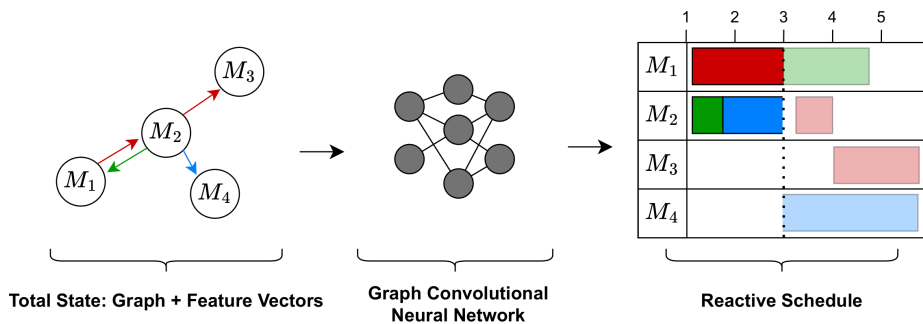 1 2 3 4 5
M₃
M₂
M₁
M₄
M₁
M₂
M₃
M₄
Total State: Graph + Feature Vectors
Graph Convolutional
Neural Network
Reactive Schedule